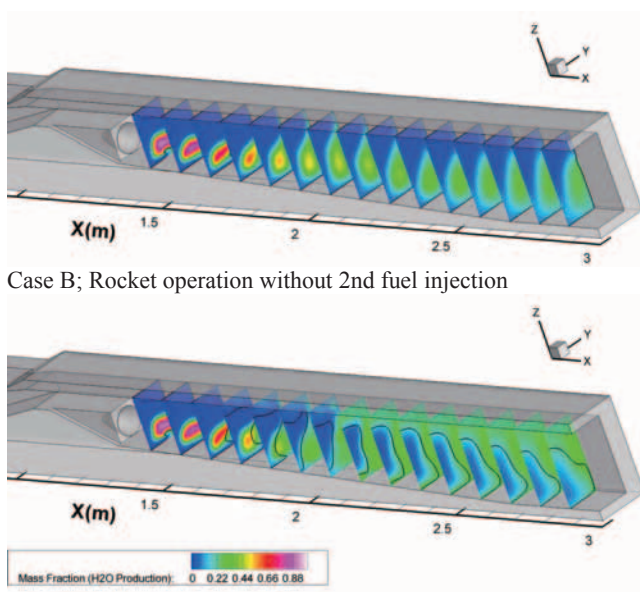 Z
Y
X
X(m)
1.5
2
2.5
3
Case B; Rocket operation without 2nd fuel injection
Z
Y
X
X(m)
1.5
2
2.5
3
Mass Fraction (H2O Production): 0 0.22 0.44 0.66 0.88